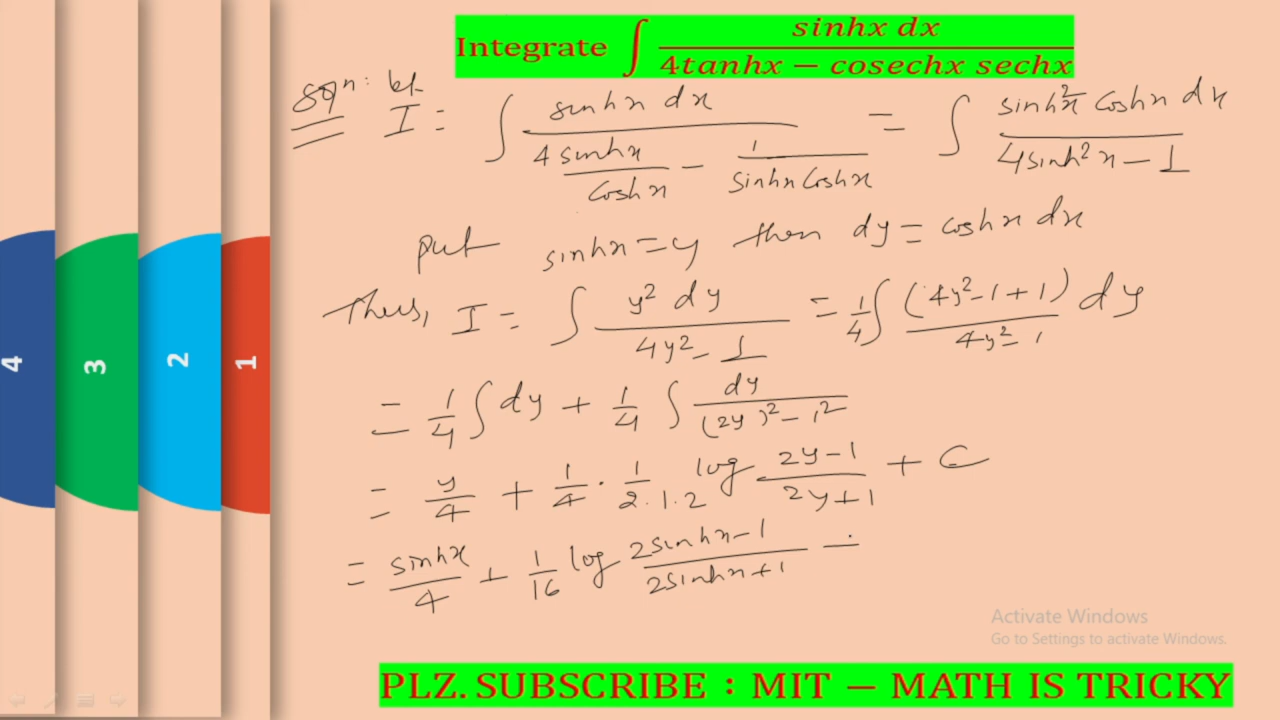 Integrate ∫ sinhx dx / (4tanhx − cosechx sechx)
Solⁿ: let I = ∫ sinhx dx / (4 sinhx/coshx − 1/(sinhx coshx)) = ∫ sinh²x coshx dx / (4sinh²x − 1)
put sinhx = y then dy = coshx dx
Thus, I = ∫ y² dy / (4y² − 1) = 1/4 ∫ (4y² − 1 + 1) / (4y² − 1) dy
= 1/4 ∫ dy + 1/4 ∫ dy / ((2y)² − 1²)
= y/4 + 1/4 · 1/(2.1.2) log (2y − 1)/(2y + 1) + C
= sinhx/4 + 1/16 log (2sinhx − 1)/(2sinhx + 1) −
4
3
2
1
Activate Windows
Go to Settings to activate Windows.
PLZ. SUBSCRIBE : MIT − MATH IS TRICKY